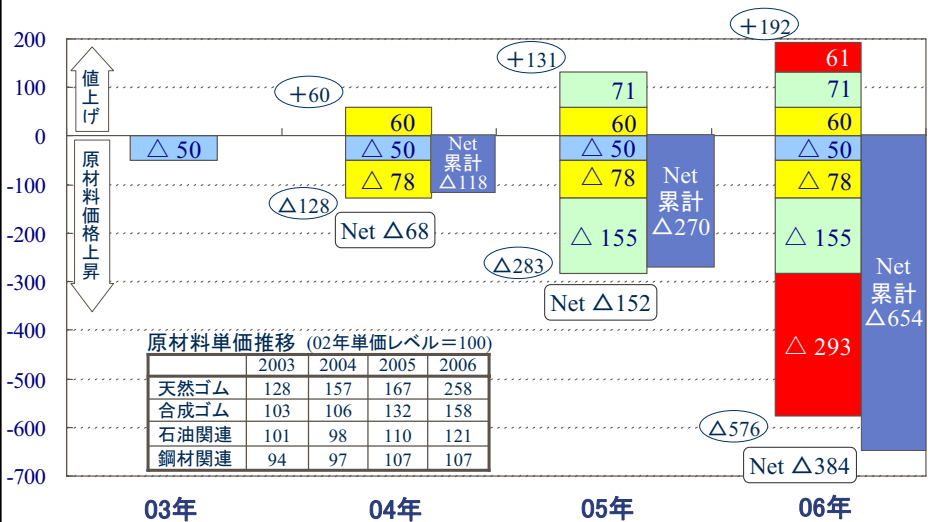 200
100
0
-100
-200
-300
-400
-500
-600
-700
値上げ
原材料価格上昇
△ 50
03年
＋60
60
△ 50
△ 78
△128
Net
累計
△118
Net △68
04年
＋131
71
60
△ 50
△ 78
△ 155
△283
Net
累計
△270
Net △152
05年
＋192
61
71
60
△ 50
△ 78
△ 155
△ 293
△576
Net
累計
△654
Net △384
06年
原材料単価推移 (02年単価レベル＝100)
2003 2004 2005 2006
天然ゴム 128 157 167 258
合成ゴム 103 106 132 158
石油関連 101 98 110 121
鋼材関連 94 97 107 107